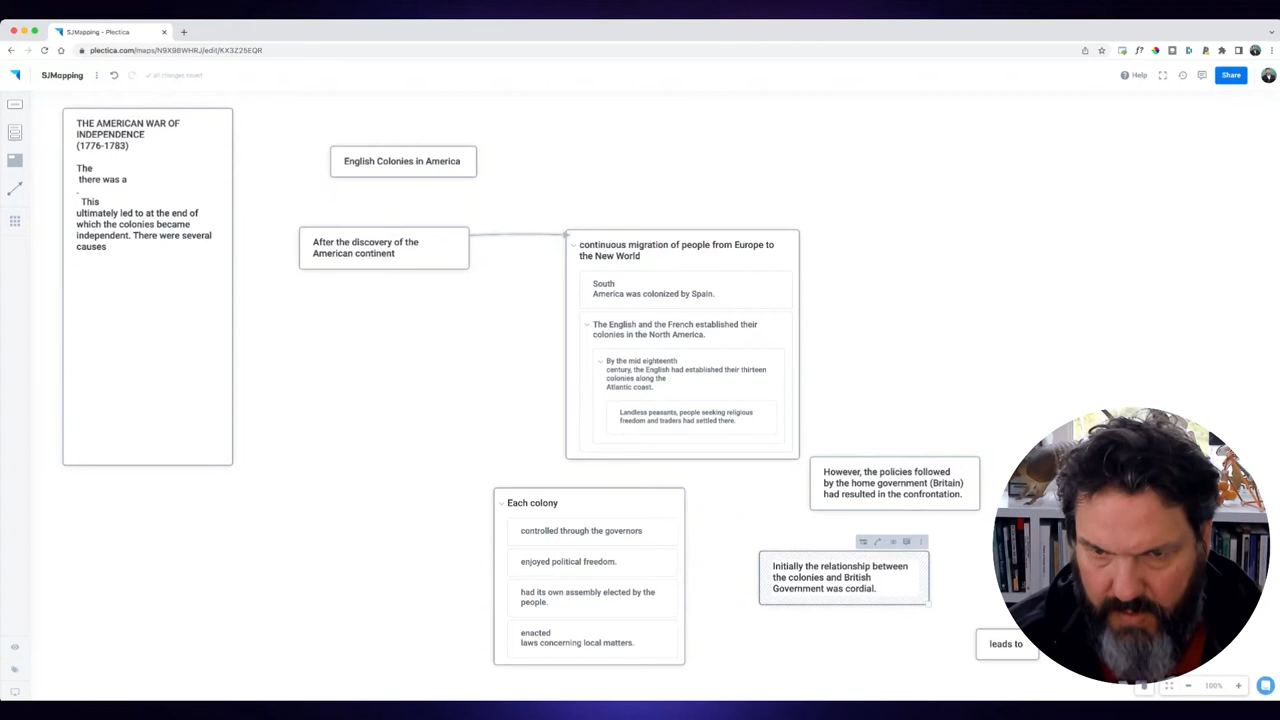 SJMapping - Plectica
plectica.com/maps/N9X9BWHRJ/edit/KX3Z25EQR
SJMapping
all changes saved
Help
Share
THE AMERICAN WAR OF
INDEPENDENCE
(1776-1783)
The
there was a
.
This
ultimately led to at the end of
which the colonies became
independent. There were several
causes
English Colonies in America
After the discovery of the
American continent
continuous migration of people from Europe to
the New World
South
America was colonized by Spain.
The English and the French established their
colonies in the North America.
By the mid eighteenth
century, the English had established their thirteen
colonies along the
Atlantic coast.
Landless peasants, people seeking religious
freedom and traders had settled there.
However, the policies followed
by the home government (Britain)
had resulted in the confrontation.
Each colony
controlled through the governors
enjoyed political freedom.
had its own assembly elected by the
people.
enacted
laws concerning local matters.
Initially the relationship between
the colonies and British
Government was cordial.
leads to
100%